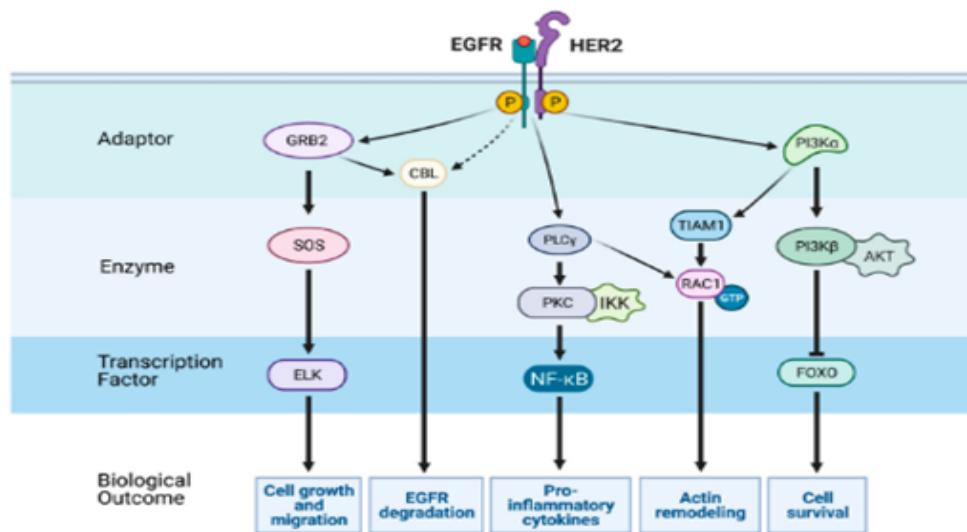 EGFR HER2
P P
Adaptor
GRB2
CBL
PI3Kα
Enzyme
SOS
PLCγ
TIAM1
PI3Kβ
AKT
PKC
IKK
RAC1
GTP
Transcription
Factor
ELK
NF-κB
FOXO
Biological
Outcome
Cell growth
and
migration
EGFR
degradation
Pro-
inflammatory
cytokines
Actin
remodeling
Cell
survival